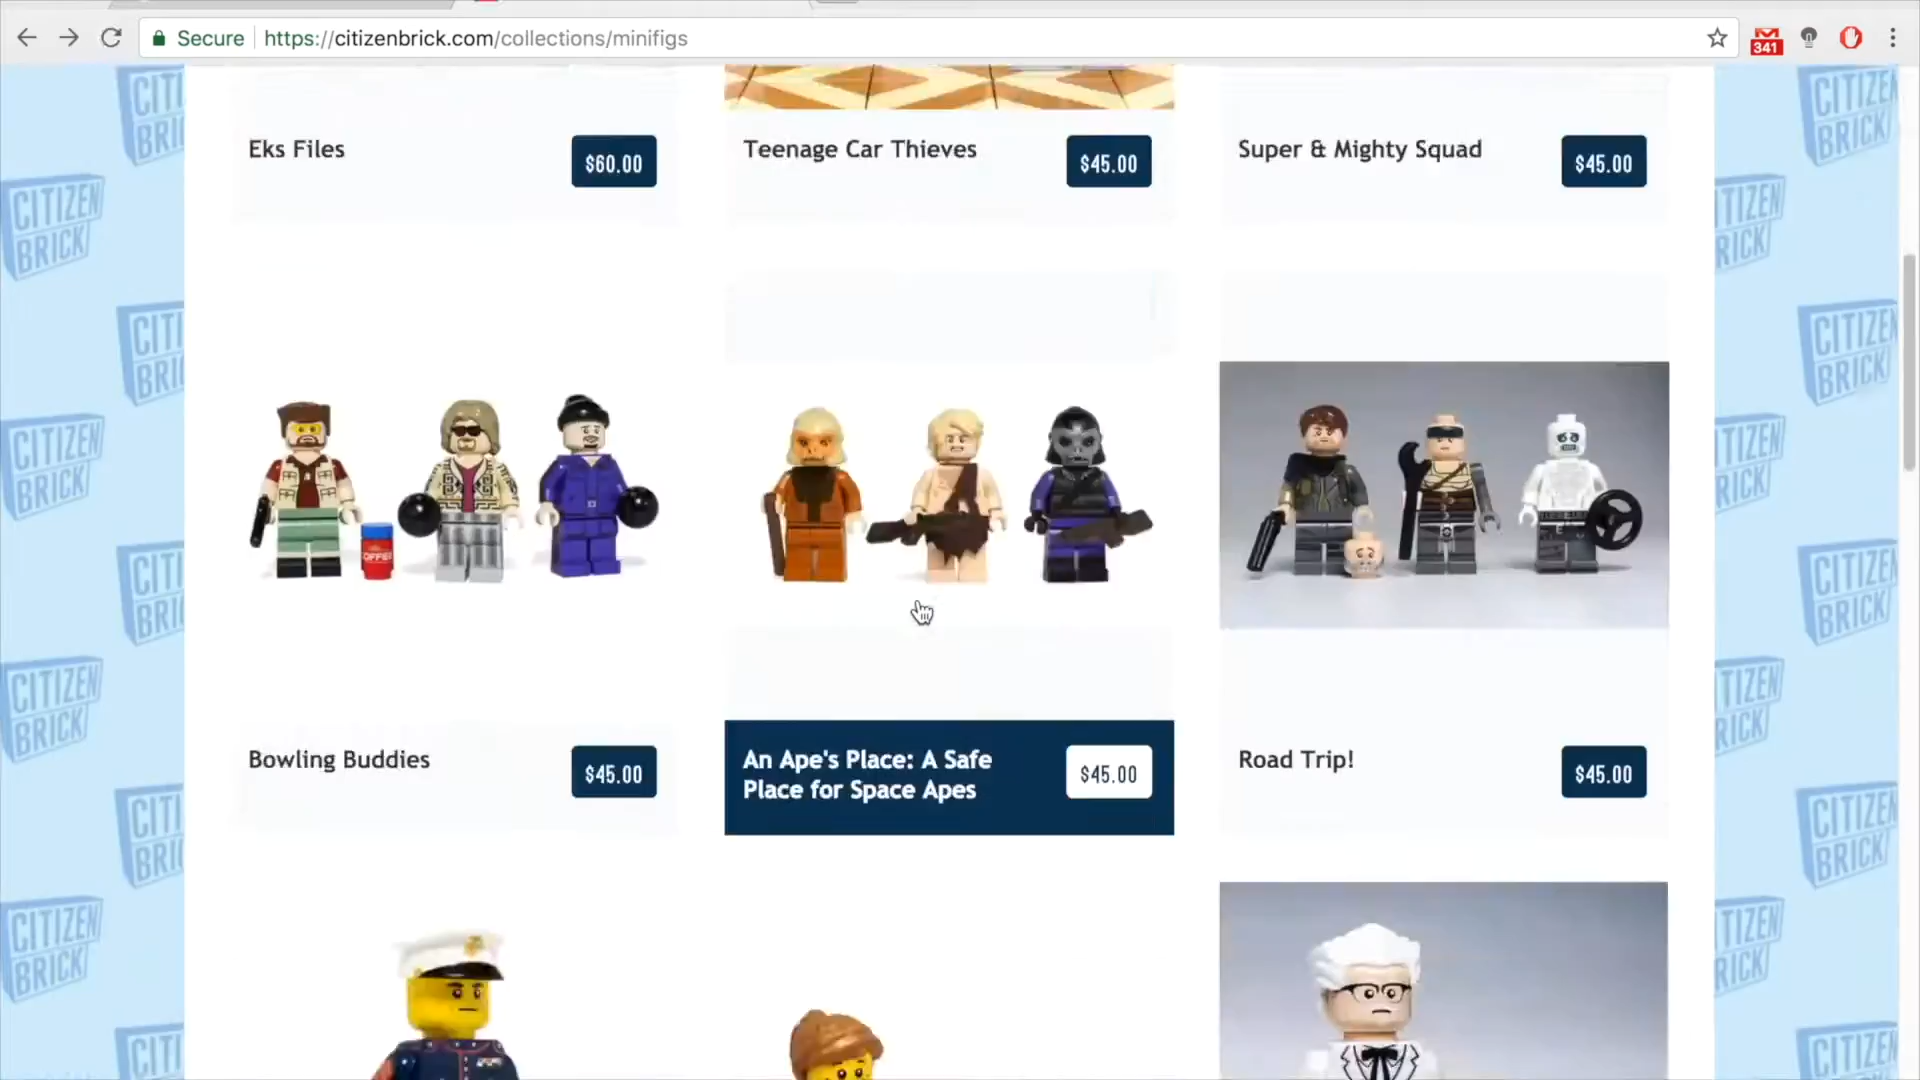 Secure https://citizenbrick.com/collections/minifigs
341
Eks Files $60.00
Teenage Car Thieves $45.00
Super & Mighty Squad $45.00
OFFEE
Bowling Buddies $45.00
An Ape's Place: A Safe
Place for Space Apes
$45.00
Road Trip! $45.00
CITIZEN
BRICK